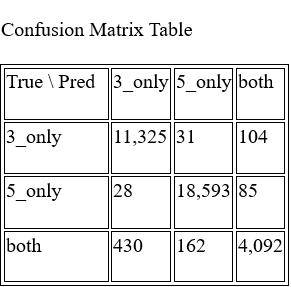 Confusion Matrix Table
True \ Pred 3_only 5_only both
3_only 11,325 31 104
5_only 28 18,593 85
both 430 162 4,092